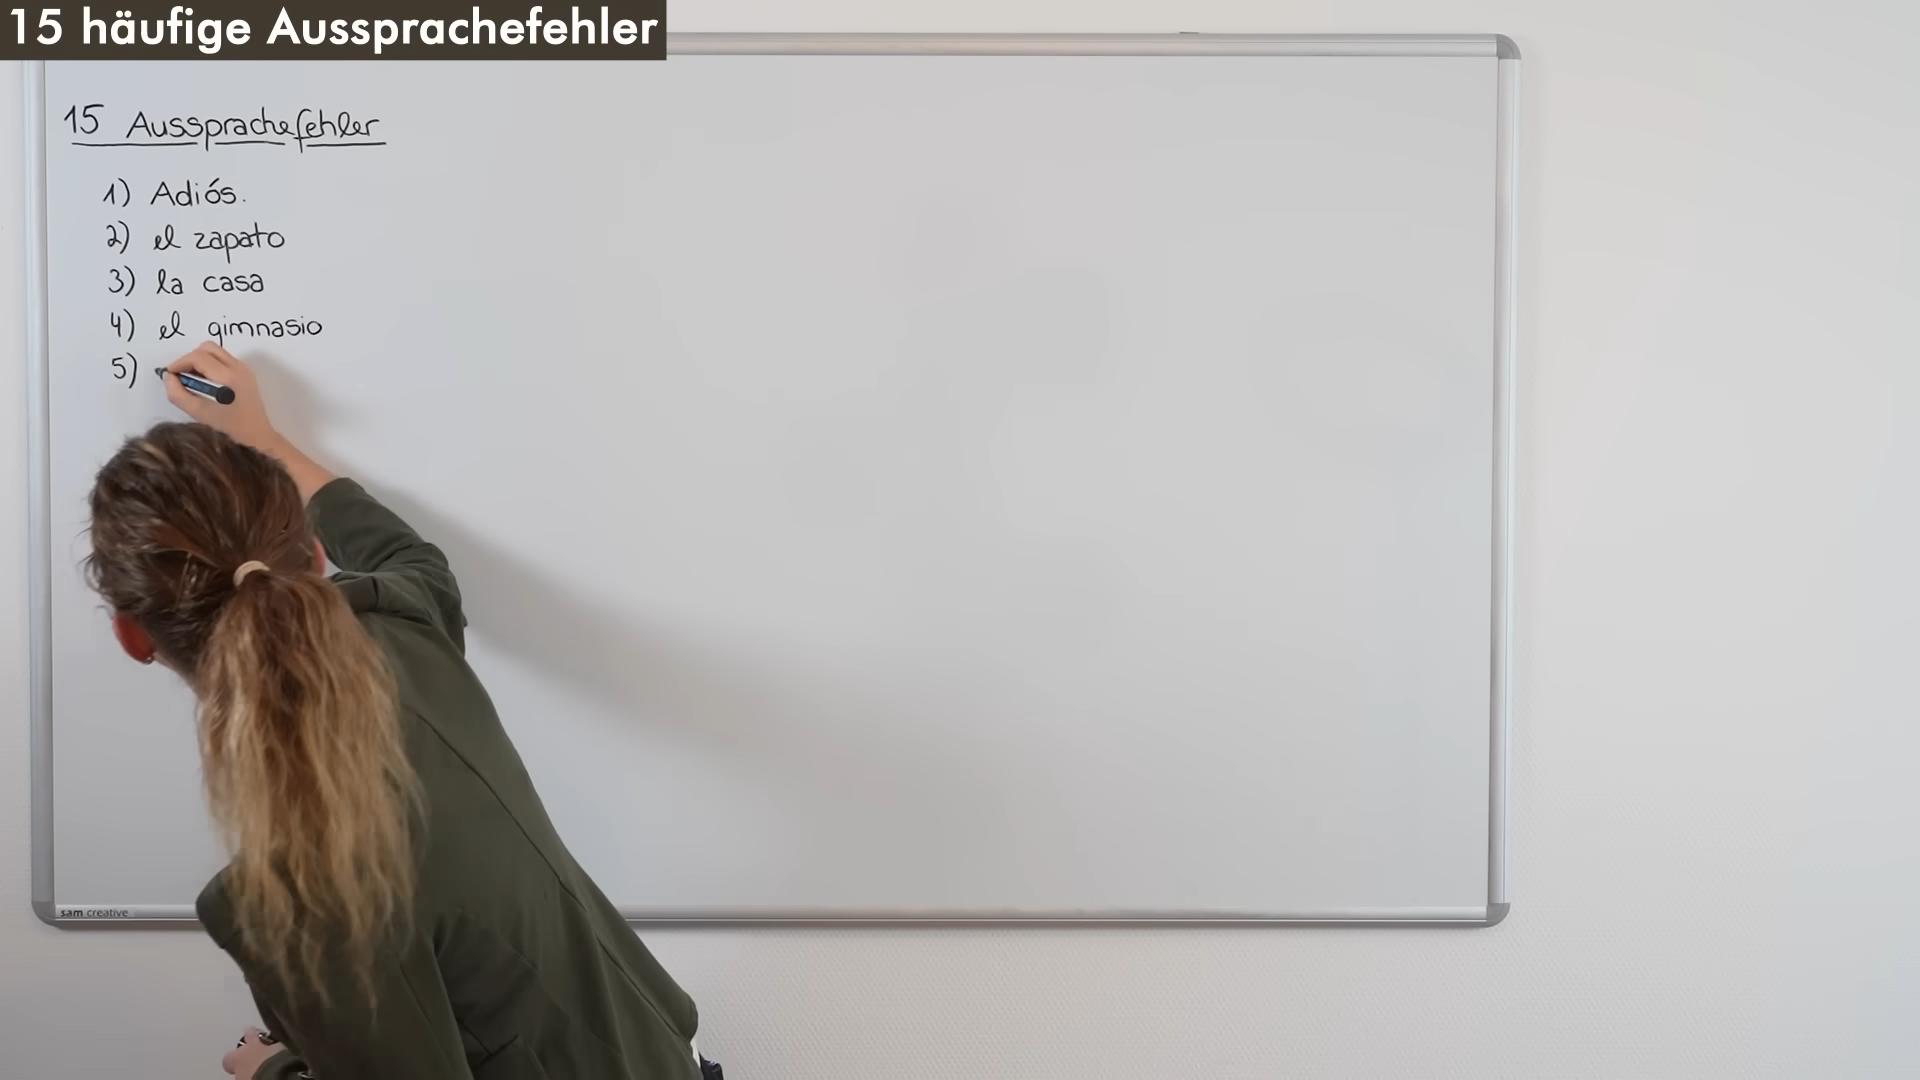 15 häufige Aussprachefehler
15 Aussprachefehler
1) Adiós.
2) el zapato
3) la casa
4) el gimnasio
5)
sam creative